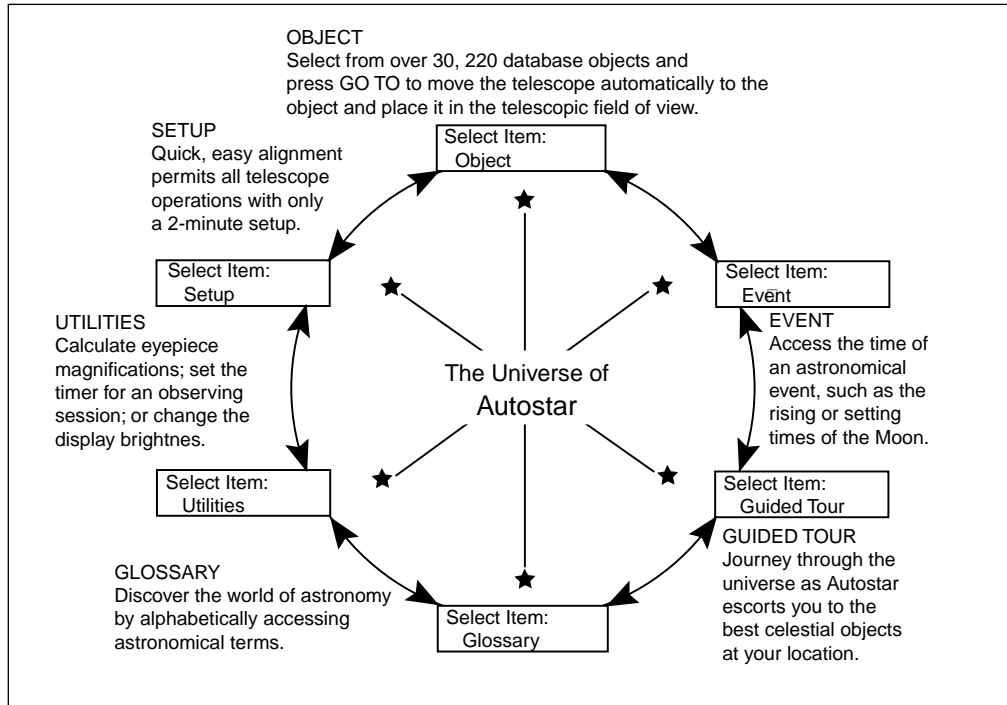 OBJECT
Select from over 30, 220 database objects and
press GO TO to move the telescope automatically to the
object and place it in the telescopic field of view.
Select Item:
Object
SETUP
Quick, easy alignment
permits all telescope
operations with only
a 2-minute setup.
Select Item:
Setup
Select Item:
Event
UTILITIES
Calculate eyepiece
magnifications; set the
timer for an observing
session; or change the
display brightnes.
The Universe of
Autostar
EVENT
Access the time of
an astronomical
event, such as the
rising or setting
times of the Moon.
Select Item:
Utilities
Select Item:
Guided Tour
GLOSSARY
Discover the world of astronomy
by alphabetically accessing
astronomical terms.
Select Item:
Glossary
GUIDED TOUR
Journey through the
universe as Autostar
escorts you to the
best celestial objects
at your location.